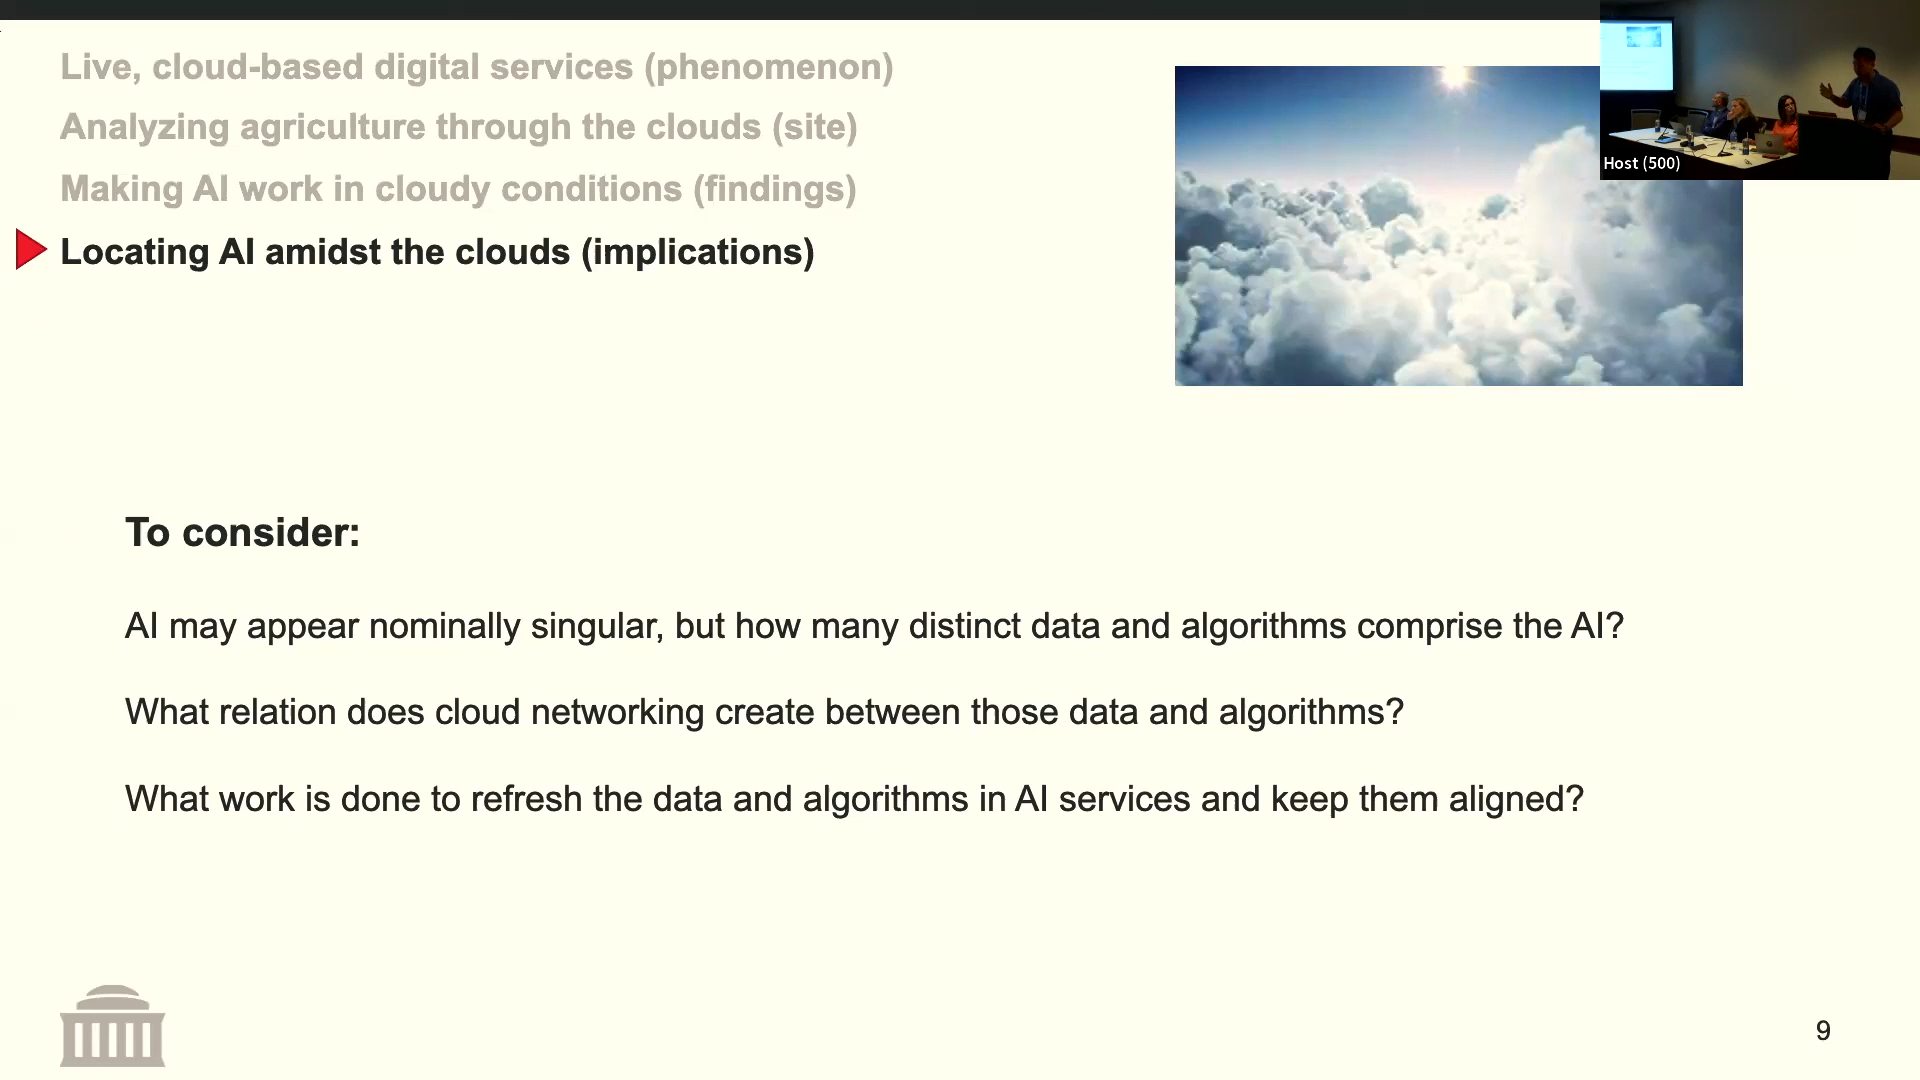 Live, cloud-based digital services (phenomenon)
Analyzing agriculture through the clouds (site)
Making AI work in cloudy conditions (findings)
Locating AI amidst the clouds (implications)
Host (500)
To consider:
AI may appear nominally singular, but how many distinct data and algorithms comprise the AI?
What relation does cloud networking create between those data and algorithms?
What work is done to refresh the data and algorithms in AI services and keep them aligned?
9